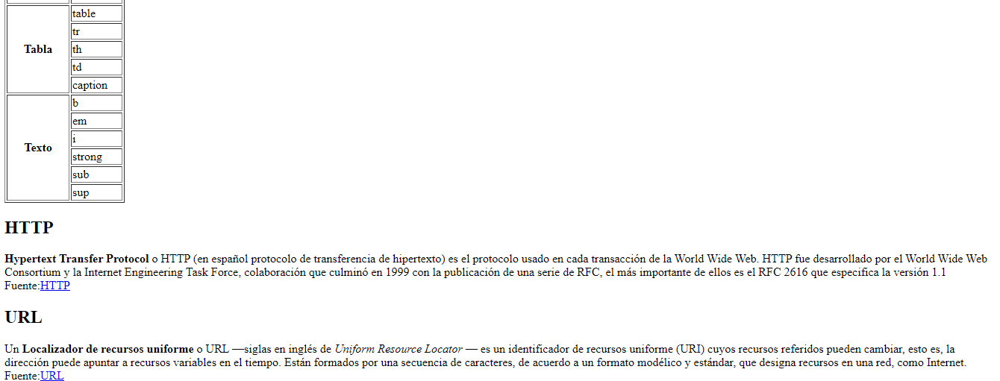 table
tr
Tabla
th
td
caption
b
em
i
Texto
strong
sub
sup
HTTP
Hypertext Transfer Protocol o HTTP (en español protocolo de transferencia de hipertexto) es el protocolo usado en cada transacción de la World Wide Web. HTTP fue desarrollado por el World Wide Web
Consortium y la Internet Engineering Task Force, colaboración que culminó en 1999 con la publicación de una serie de RFC, el más importante de ellos es el RFC 2616 que especifica la versión 1.1
Fuente:HTTP
URL
Un Localizador de recursos uniforme o URL —siglas en inglés de Uniform Resource Locator — es un identificador de recursos uniforme (URI) cuyos recursos referidos pueden cambiar, esto es, la
dirección puede apuntar a recursos variables en el tiempo. Están formados por una secuencia de caracteres, de acuerdo a un formato modélico y estándar, que designa recursos en una red, como Internet.
Fuente:URL